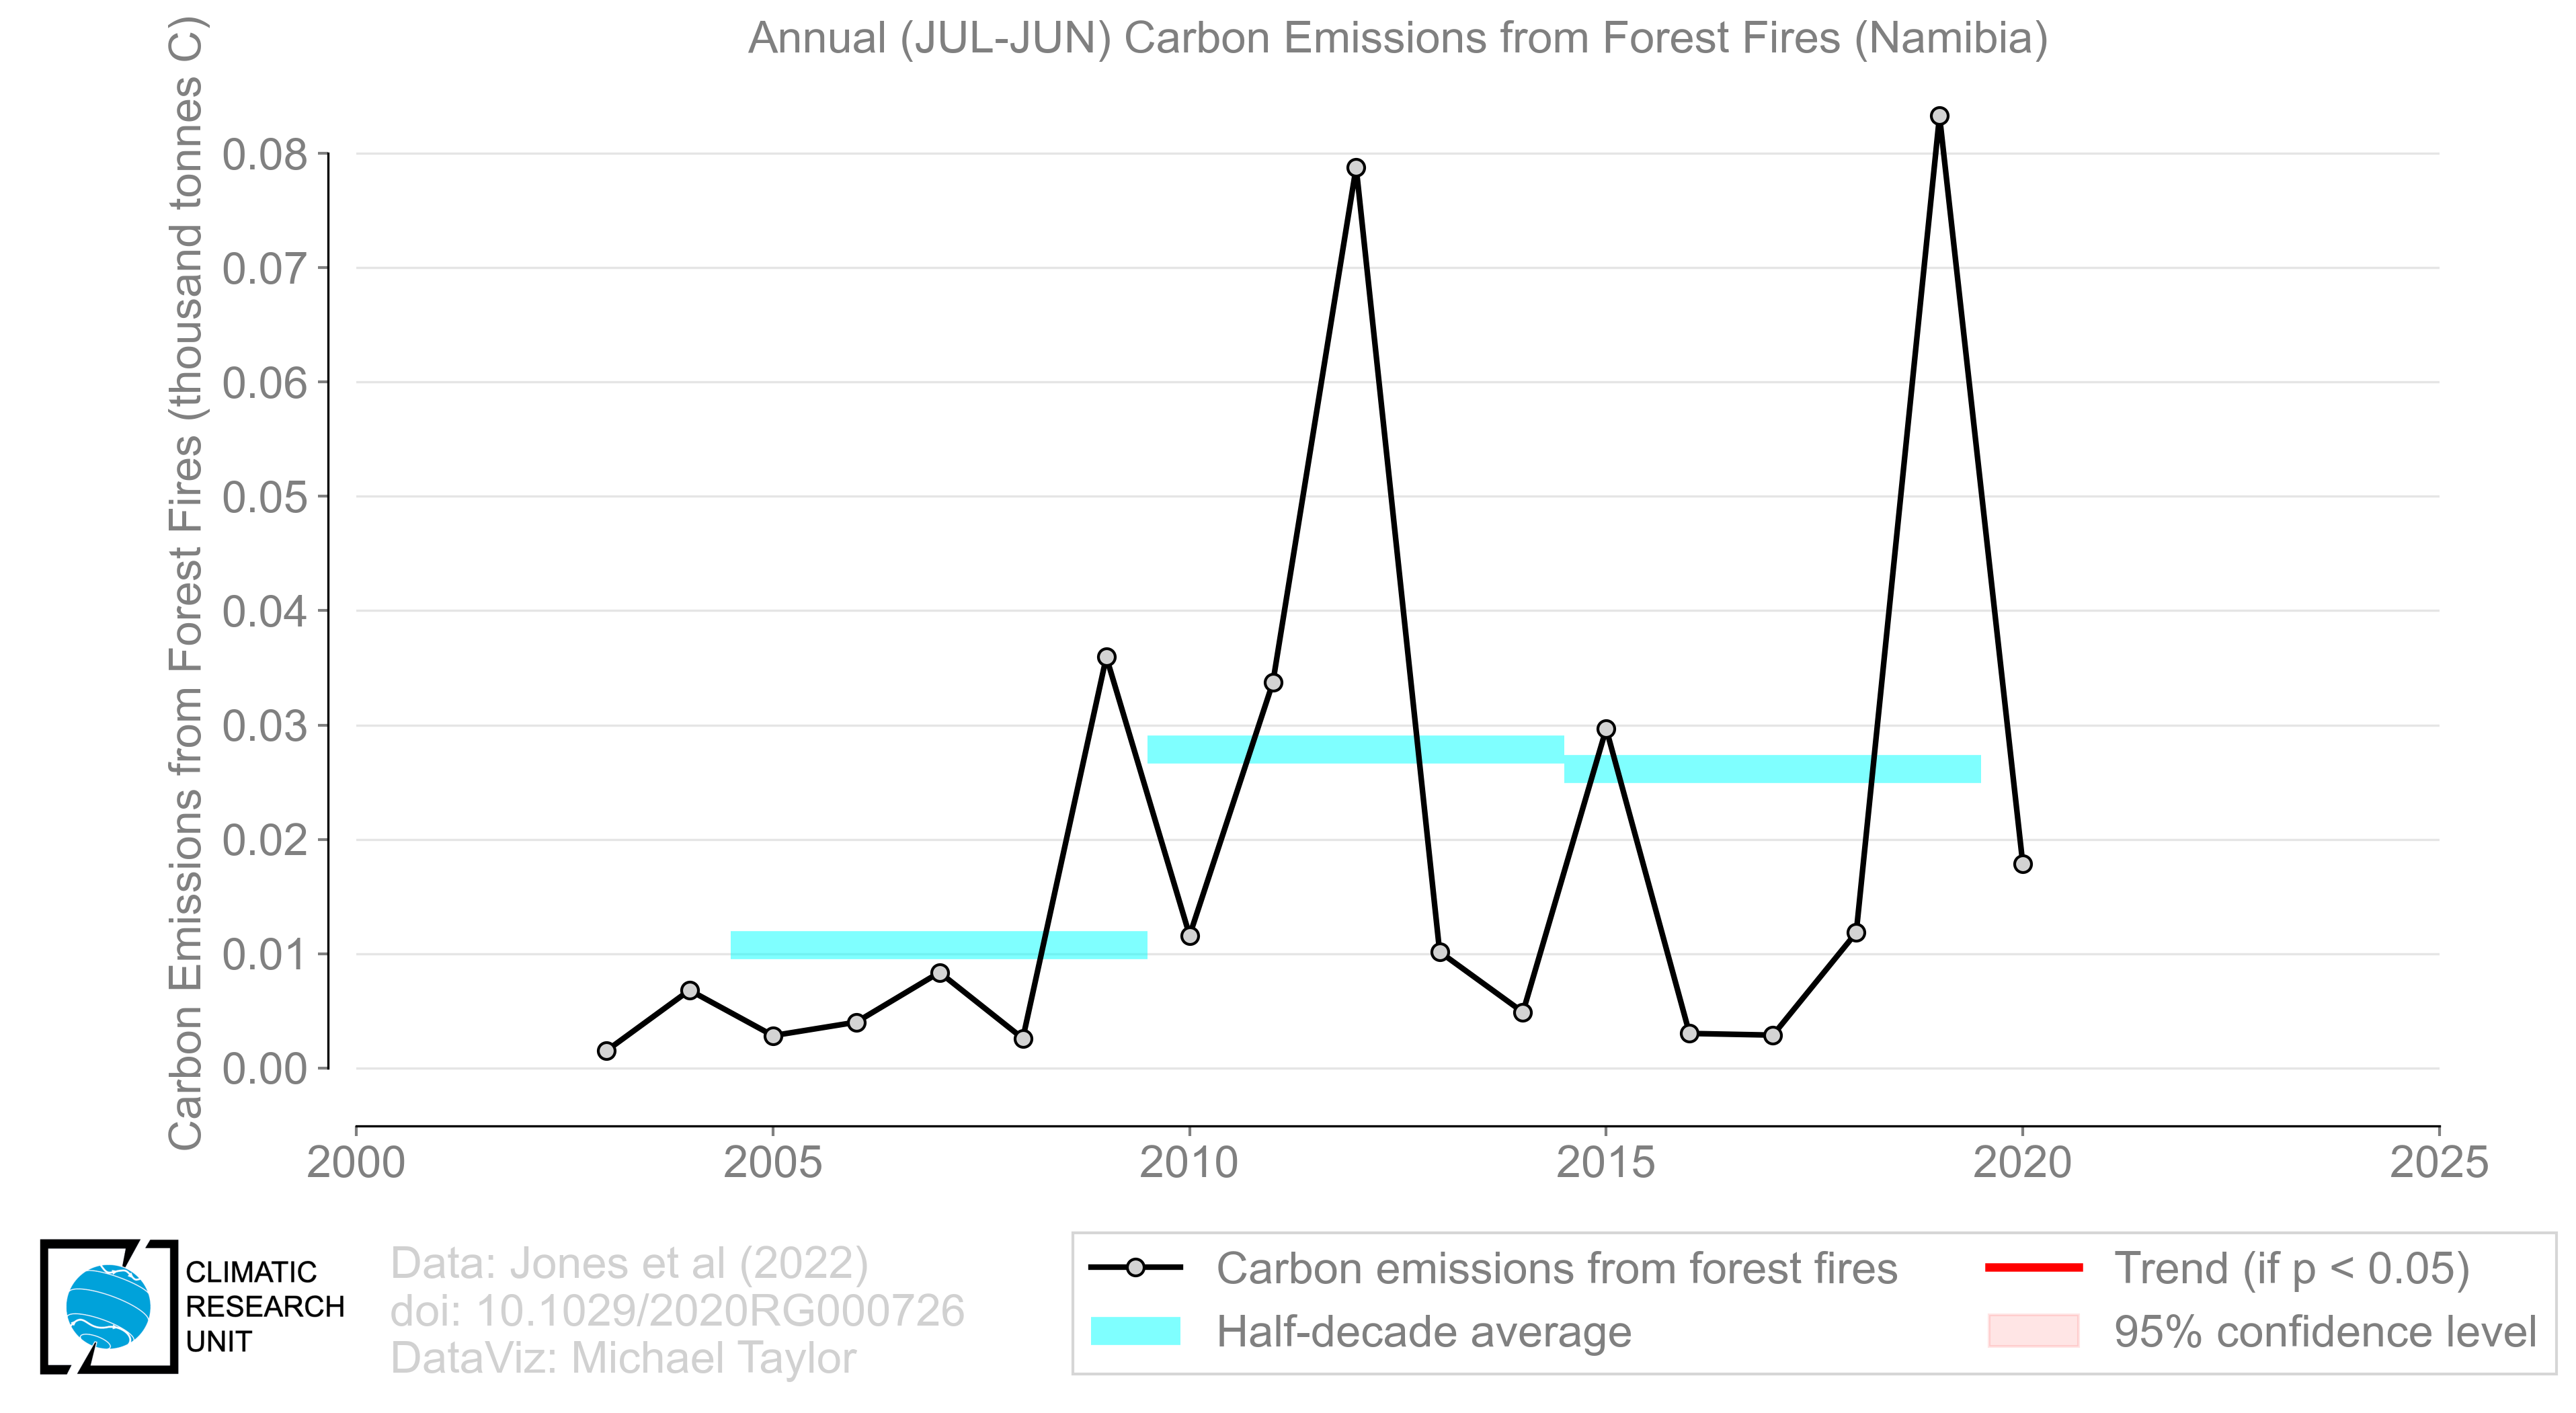 Annual (JUL-JUN) Carbon Emissions from Forest Fires (Namibia)
Carbon Emissions from Forest Fires (thousand tonnes C)
0.08
0.07
0.06
0.05
0.04
0.03
0.02
0.01
0.00
2000 2005 2010 2015 2020 2025
CLIMATIC
RESEARCH
UNIT
Data: Jones et al (2022)
doi: 10.1029/2020RG000726
DataViz: Michael Taylor
Carbon emissions from forest fires
Half-decade average
Trend (if p < 0.05)
95% confidence level